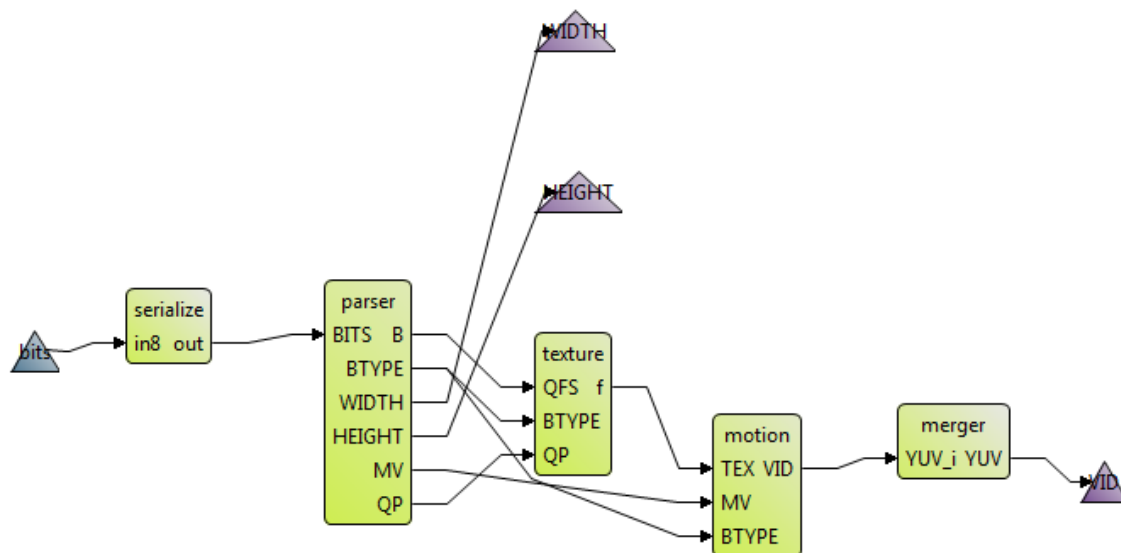 WIDTH
HEIGHT
bits
serialize
in8 out
parser
BITS B
BTYPE
WIDTH
HEIGHT
MV
QP
texture
QFS f
BTYPE
QP
motion
TEX VID
MV
BTYPE
merger
YUV_i YUV
VID